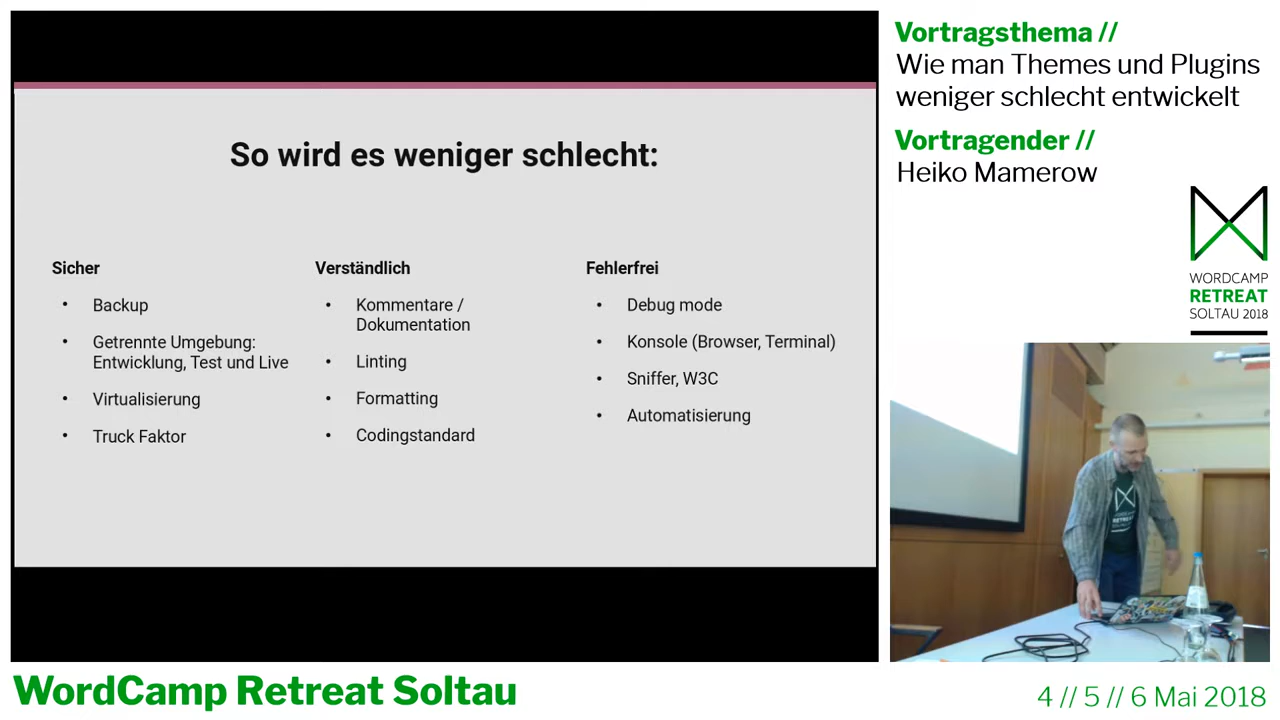 So wird es weniger schlecht:
Sicher
• Backup
• Getrennte Umgebung:
Entwicklung, Test und Live
• Virtualisierung
• Truck Faktor
Verständlich
• Kommentare /
Dokumentation
• Linting
• Formatting
• Codingstandard
Fehlerfrei
• Debug mode
• Konsole (Browser, Terminal)
• Sniffer, W3C
• Automatisierung
Vortragsthema //
Wie man Themes und Plugins
weniger schlecht entwickelt
Vortragender //
Heiko Mamerow
WORDCAMP
RETREAT
SOLTAU 2018
RETREAT
WordCamp Retreat Soltau
4 // 5 // 6 Mai 2018